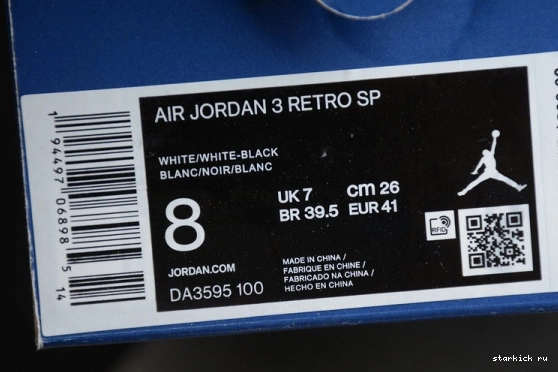 AIR JORDAN 3 RETRO SP
WHITE/WHITE-BLACK
BLANC/NOIR/BLANC
8
UK 7 cm 26
BR 39.5 EUR 41
RFID
JORDAN.COM
DA3595 100
MADE IN CHINA /
FABRIQUE EN CHINE /
FABRICADO NA CHINA /
HECHO EN CHINA
1 94497 06898 5 14
starkick ru